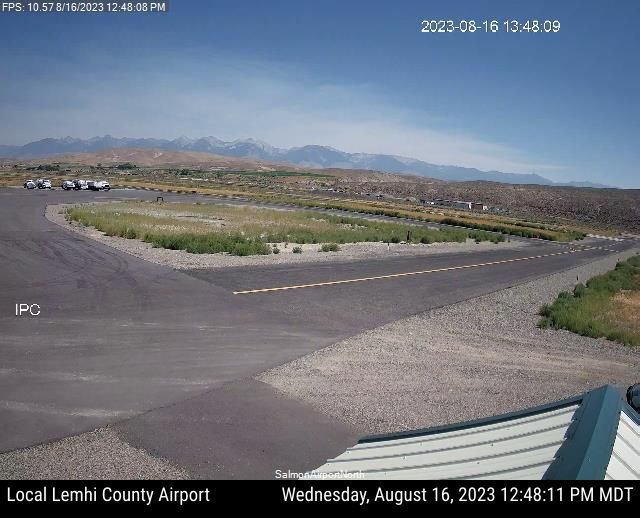 FPS: 10.57 8/16/2023 12:48:08 PM
2023-08-16 13:48:09
IPC
SalmonAirportNorth
Local Lemhi County Airport Wednesday, August 16, 2023 12:48:11 PM MDT